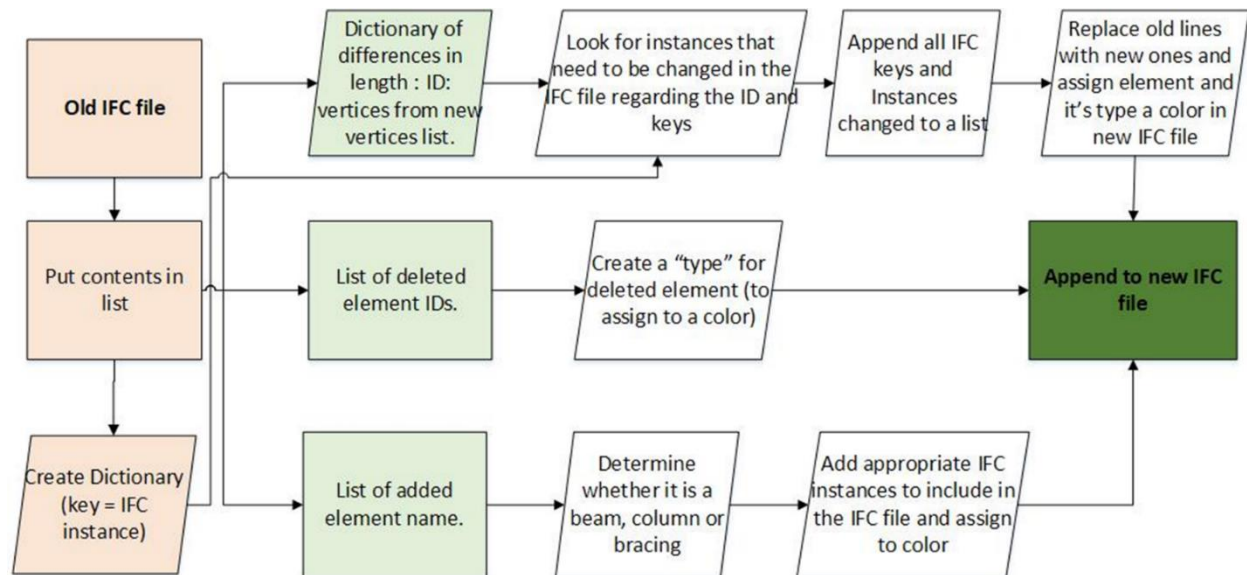 Dictionary of
differences in
length : ID:
vertices from new
vertices list.
Look for instances that
need to be changed in the
IFC file regarding the ID and
keys
Append all IFC
keys and
Instances
changed to a list
Replace old lines
with new ones and
assign element and
it's type a color in
new IFC file
Old IFC file
Put contents in
list
List of deleted
element IDs.
Create a “type” for
deleted element (to
assign to a color)
Append to new IFC
file
Create Dictionary
(key = IFC
instance)
List of added
element name.
Determine
whether it is a
beam, column or
bracing
Add appropriate IFC
instances to include in
the IFC file and assign
to color